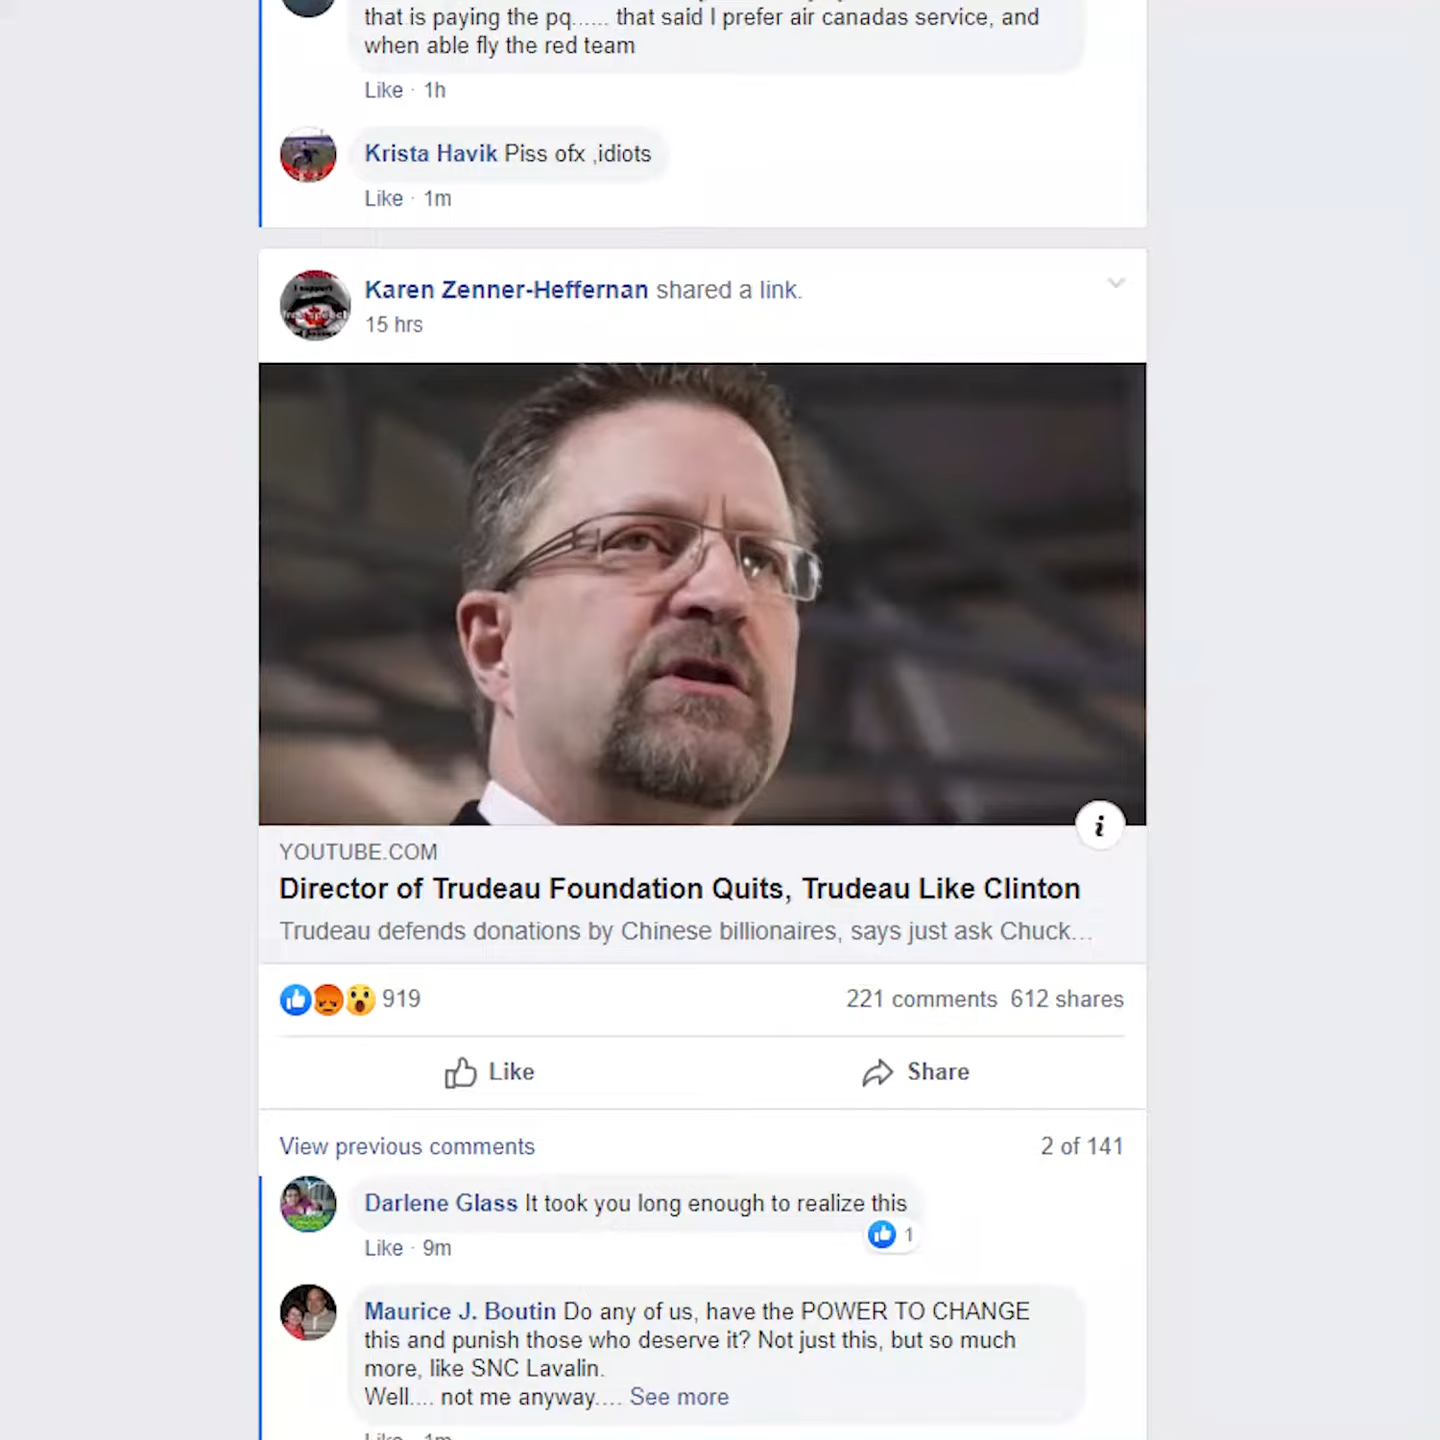 that is paying the pq...... that said I prefer air canadas service, and
when able fly the red team
Like · 1h
Krista Havik Piss ofx ,idiots
Like · 1m
Karen Zenner-Heffernan shared a link.
15 hrs
I support
YOUTUBE.COM
Director of Trudeau Foundation Quits, Trudeau Like Clinton
Trudeau defends donations by Chinese billionaires, says just ask Chuck...
919
221 comments 612 shares
Like
Share
View previous comments
2 of 141
Darlene Glass It took you long enough to realize this
1
Like · 9m
Maurice J. Boutin Do any of us, have the POWER TO CHANGE
this and punish those who deserve it? Not just this, but so much
more, like SNC Lavalin.
Well.... not me anyway.... See more
Like · 1m